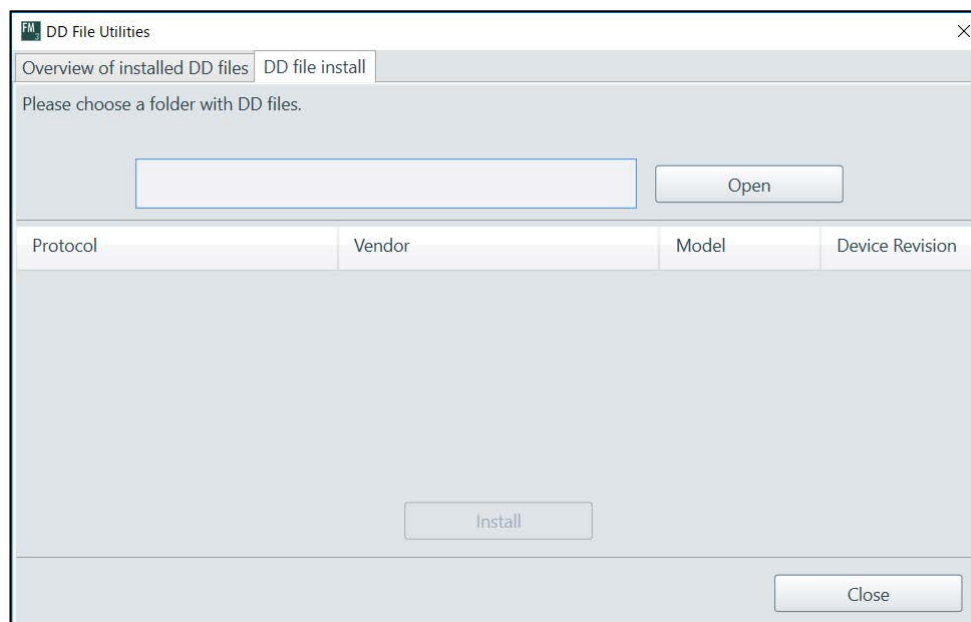 FM 3 DD File Utilities
Overview of installed DD files DD file install
Please choose a folder with DD files.
Open
Protocol Vendor Model Device Revision
Install
Close